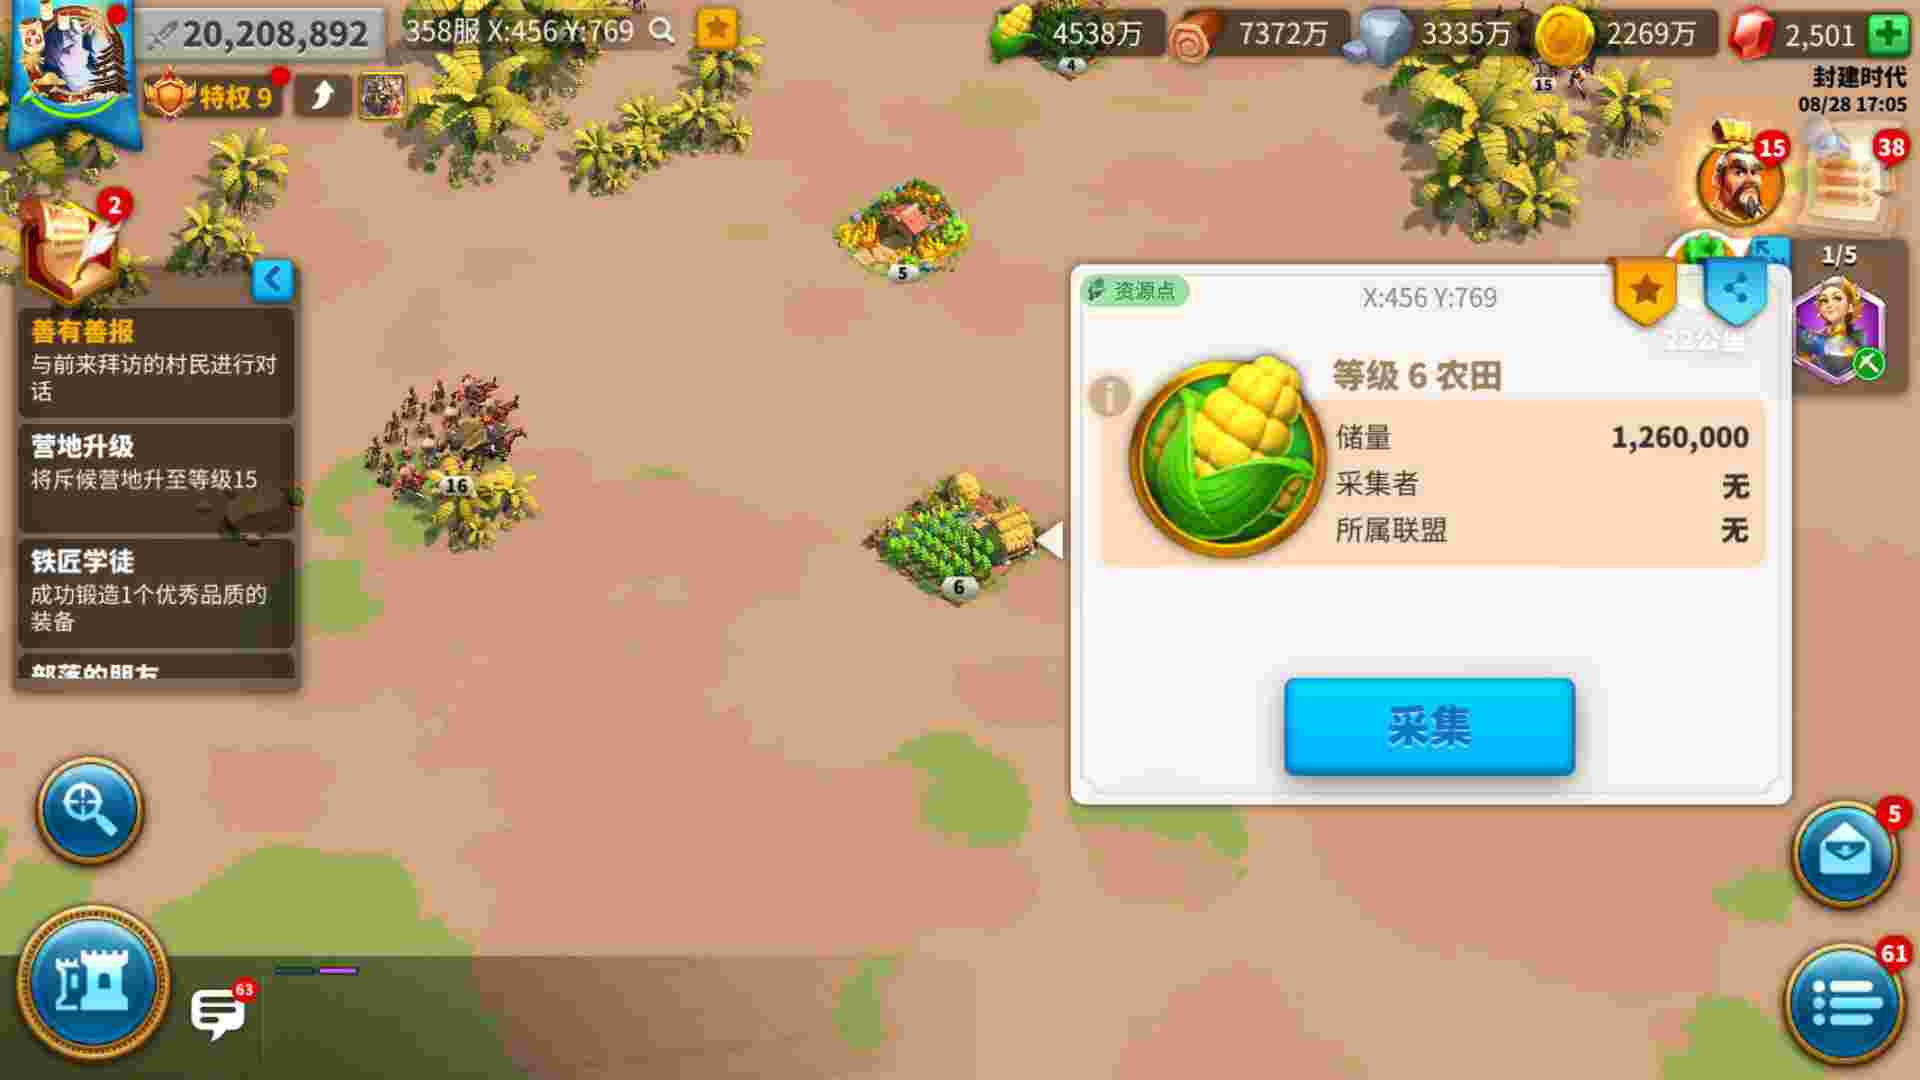 20,208,892
358服 X:456 Y:769
4538万
7372万
3335万
2269万
2,501
特权 9
封建时代
08/28 17:05
4
15
15
38
2
5
1/5
善有善报
与前来拜访的村民进行对
话
营地升级
将斥候营地升至等级15
铁匠学徒
成功锻造1个优秀品质的
装备
部落的朋友
16
6
资源点
X:456 Y:769
22公里
等级 6 农田
储量
1,260,000
采集者
无
所属联盟
无
采集
5
61
63